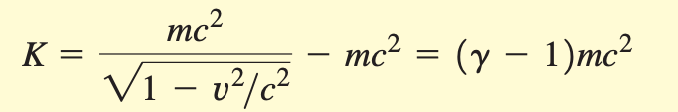 K = mc²/√(1 − v²/c²) − mc² = (γ − 1)mc²